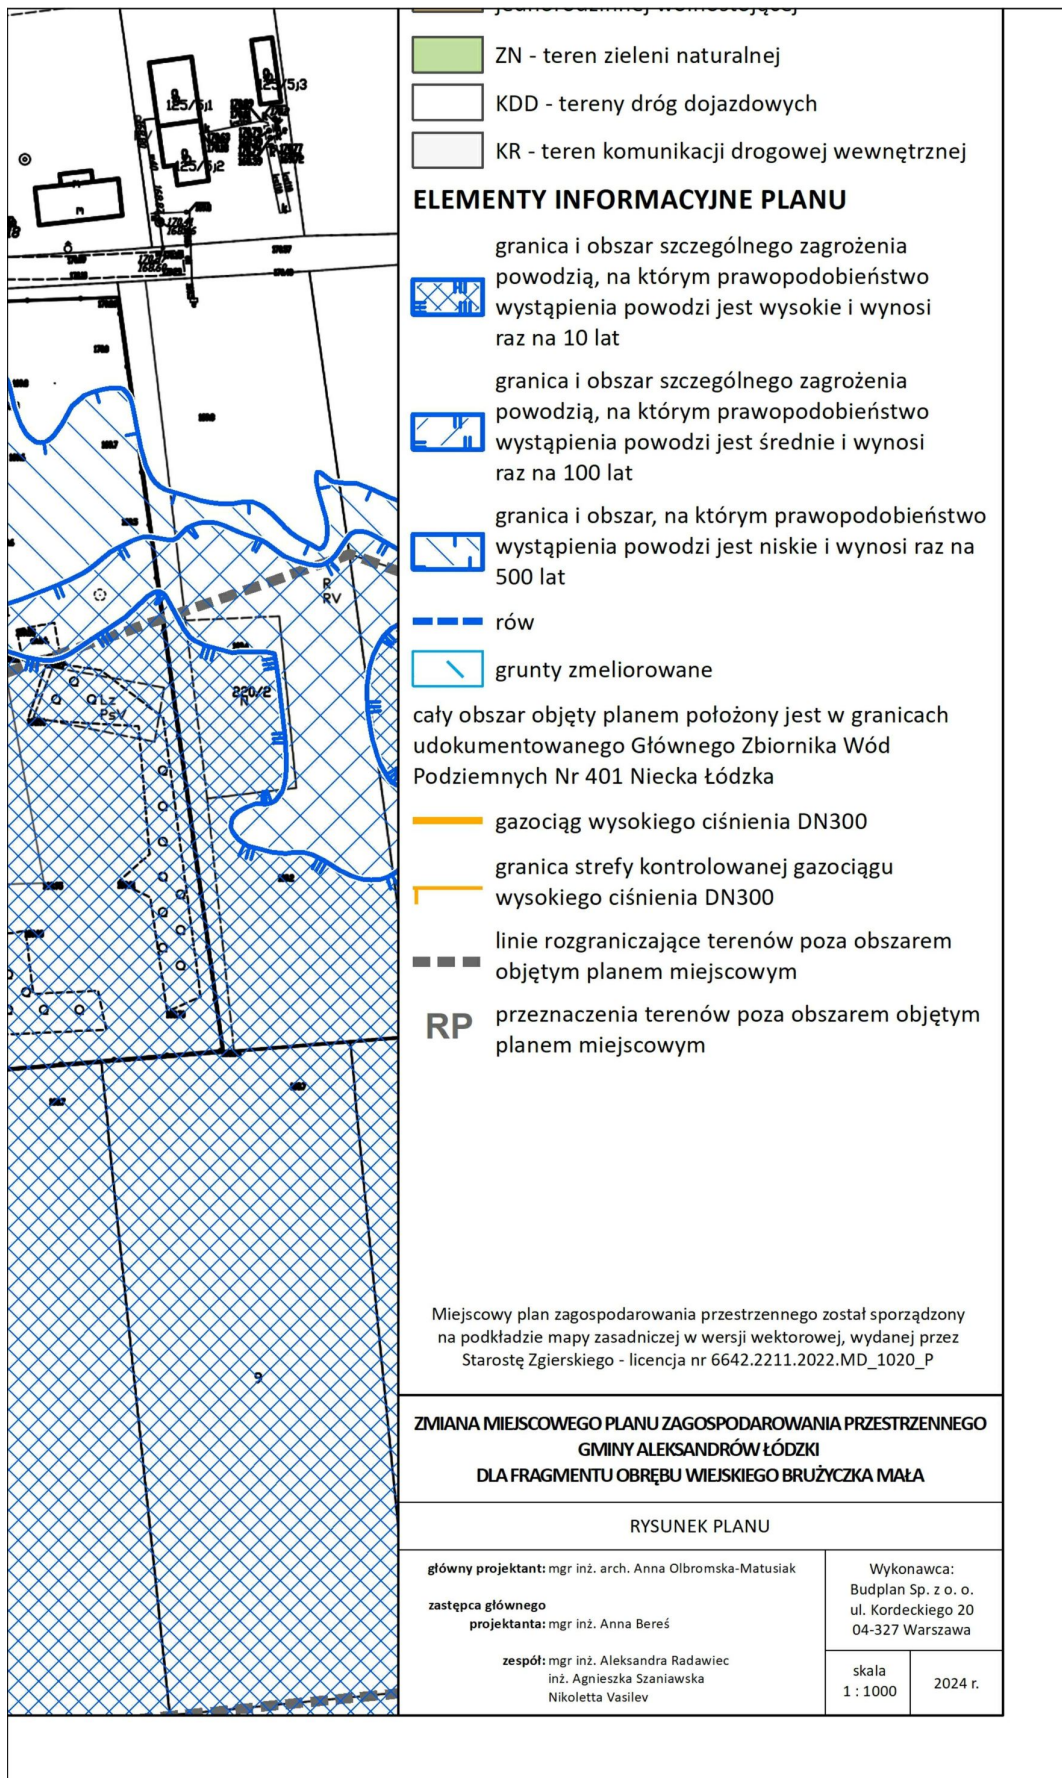 125/5j3
125/5j1
125/5j2
R
RV
220/2
N
Lz
PsV
9
ZN - teren zieleni naturalnej
KDD - tereny dróg dojazdowych
KR - teren komunikacji drogowej wewnętrznej
ELEMENTY INFORMACYJNE PLANU
granica i obszar szczególnego zagrożenia
powodzią, na którym prawopodobieństwo
wystąpienia powodzi jest wysokie i wynosi
raz na 10 lat
granica i obszar szczególnego zagrożenia
powodzią, na którym prawopodobieństwo
wystąpienia powodzi jest średnie i wynosi
raz na 100 lat
granica i obszar, na którym prawopodobieństwo
wystąpienia powodzi jest niskie i wynosi raz na
500 lat
rów
grunty zmeliorowane
cały obszar objęty planem położony jest w granicach
udokumentowanego Głównego Zbiornika Wód
Podziemnych Nr 401 Niecka Łódzka
gazociąg wysokiego ciśnienia DN300
granica strefy kontrolowanej gazociągu
wysokiego ciśnienia DN300
linie rozgraniczające terenów poza obszarem
objętym planem miejscowym
RP przeznaczenia terenów poza obszarem objętym
planem miejscowym
Miejscowy plan zagospodarowania przestrzennego został sporządzony
na podkładzie mapy zasadniczej w wersji wektorowej, wydanej przez
Starostę Zgierskiego - licencja nr 6642.2211.2022.MD_1020_P
ZMIANA MIEJSCOWEGO PLANU ZAGOSPODAROWANIA PRZESTRZENNEGO
GMINY ALEKSANDRÓW ŁÓDZKI
DLA FRAGMENTU OBRĘBU WIEJSKIEGO BRUŻYCZKA MAŁA
RYSUNEK PLANU
główny projektant: mgr inż. arch. Anna Olbromska-Matusiak
zastępca głównego
projektanta: mgr inż. Anna Bereś
zespół: mgr inż. Aleksandra Radawiec
inż. Agnieszka Szaniawska
Nikoletta Vasilev
Wykonawca:
Budplan Sp. z o. o.
ul. Kordeckiego 20
04-327 Warszawa
skala
1 : 1000
2024 r.